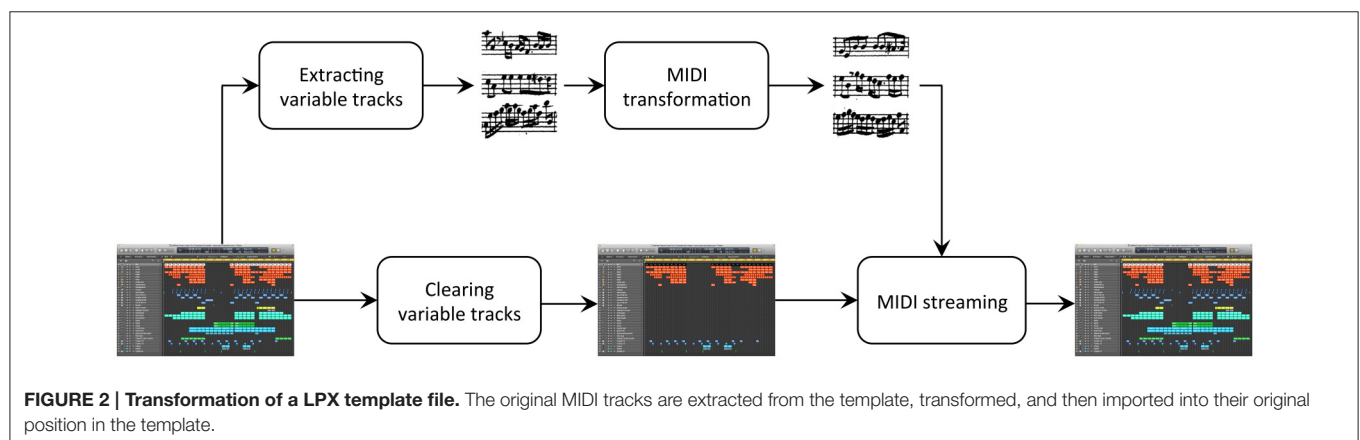 Extracting
variable tracks
MIDI
transformation
Clearing
variable tracks
MIDI streaming
FIGURE 2 | Transformation of a LPX template file. The original MIDI tracks are extracted from the template, transformed, and then imported into their original
position in the template.